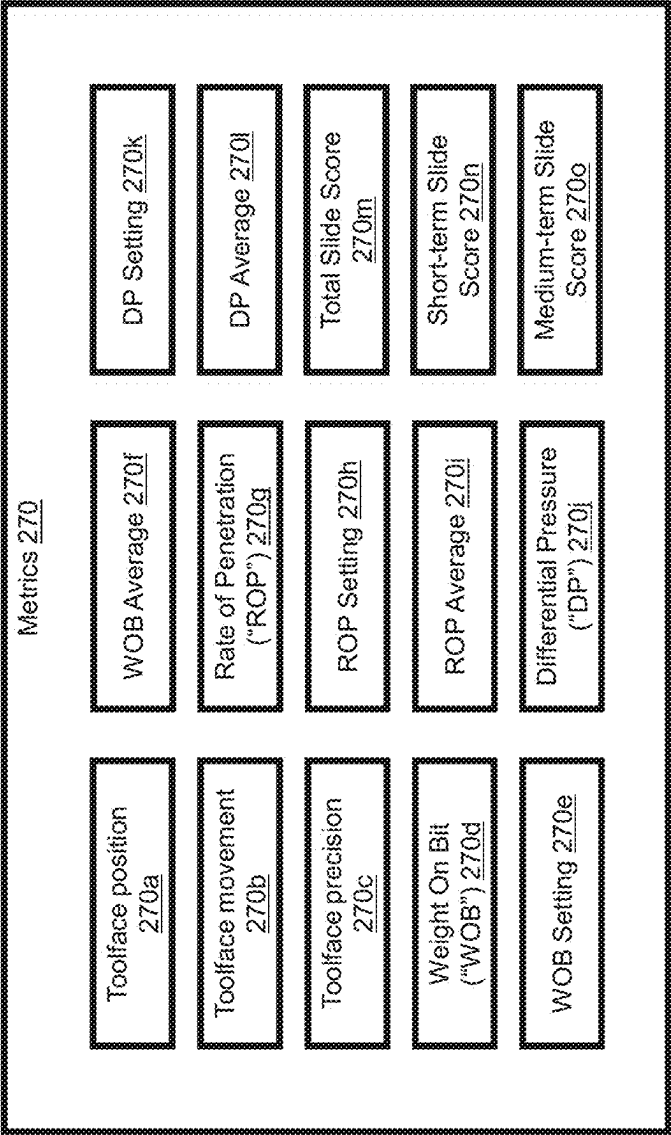 Metrics 270
Toolface position
270a
Toolface movement
270b
Toolface precision
270c
Weight On Bit
(“WOB”) 270d
WOB Setting 270e
WOB Average 270f
Rate of Penetration
(“ROP”) 270g
ROP Setting 270h
ROP Average 270i
Differential Pressure
(“DP”) 270j
DP Setting 270k
DP Average 270l
Total Slide Score
270m
Short-term Slide
Score 270n
Medium-term Slide
Score 270o